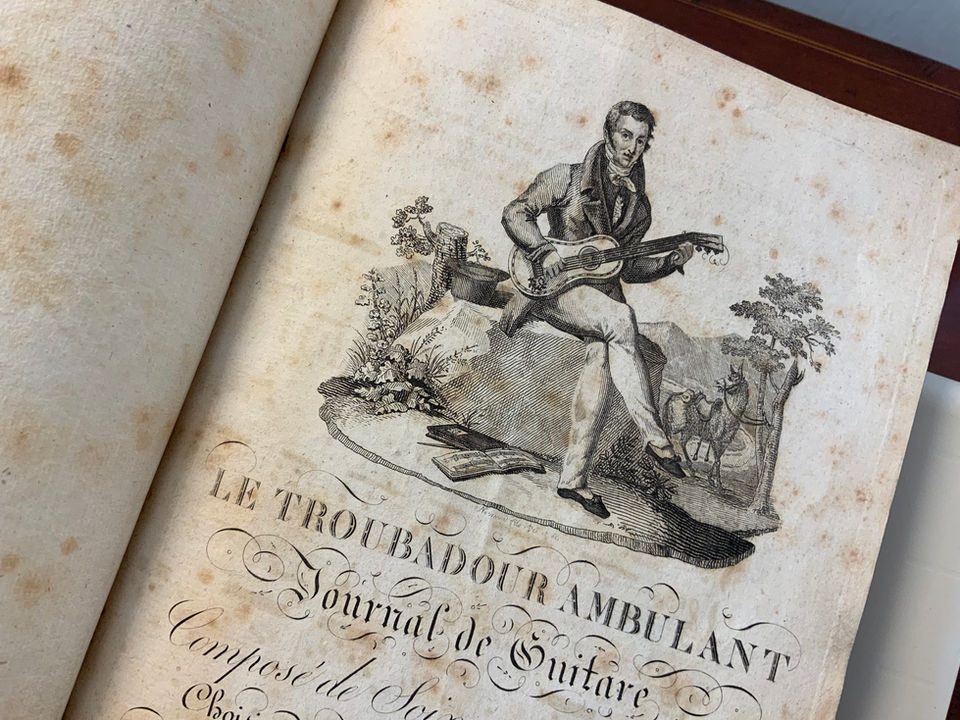 LE TROUBADOUR AMBULANT
Journal de Guitare
Composé de